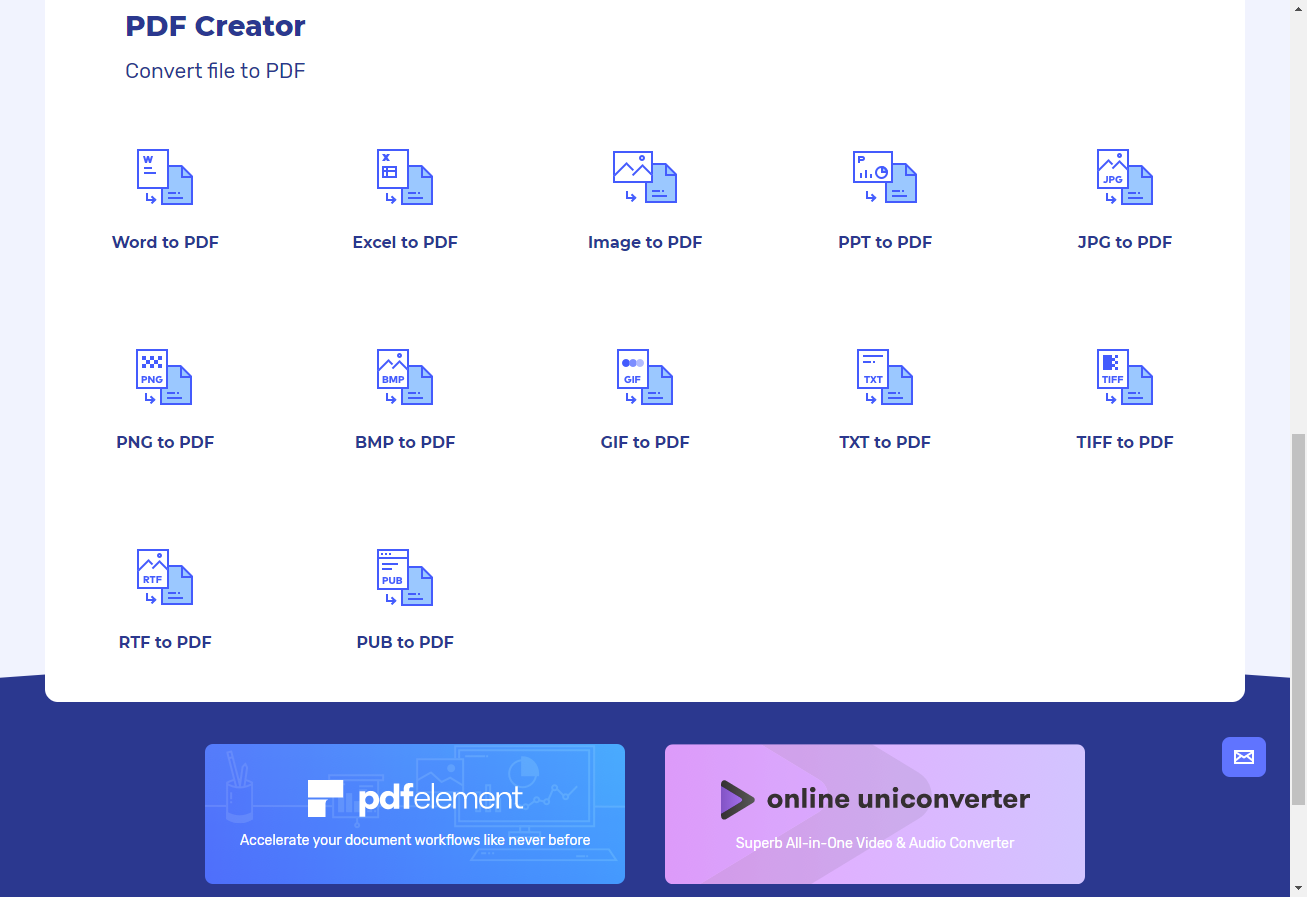 PDF Creator
Convert file to PDF
W
X
P
JPG
Word to PDF
Excel to PDF
Image to PDF
PPT to PDF
JPG to PDF
PNG
BMP
GIF
TXT
TIFF
PNG to PDF
BMP to PDF
GIF to PDF
TXT to PDF
TIFF to PDF
RTF
PUB
RTF to PDF
PUB to PDF
pdfelement
Accelerate your document workflows like never before
online uniconverter
Superb All-in-One Video & Audio Converter